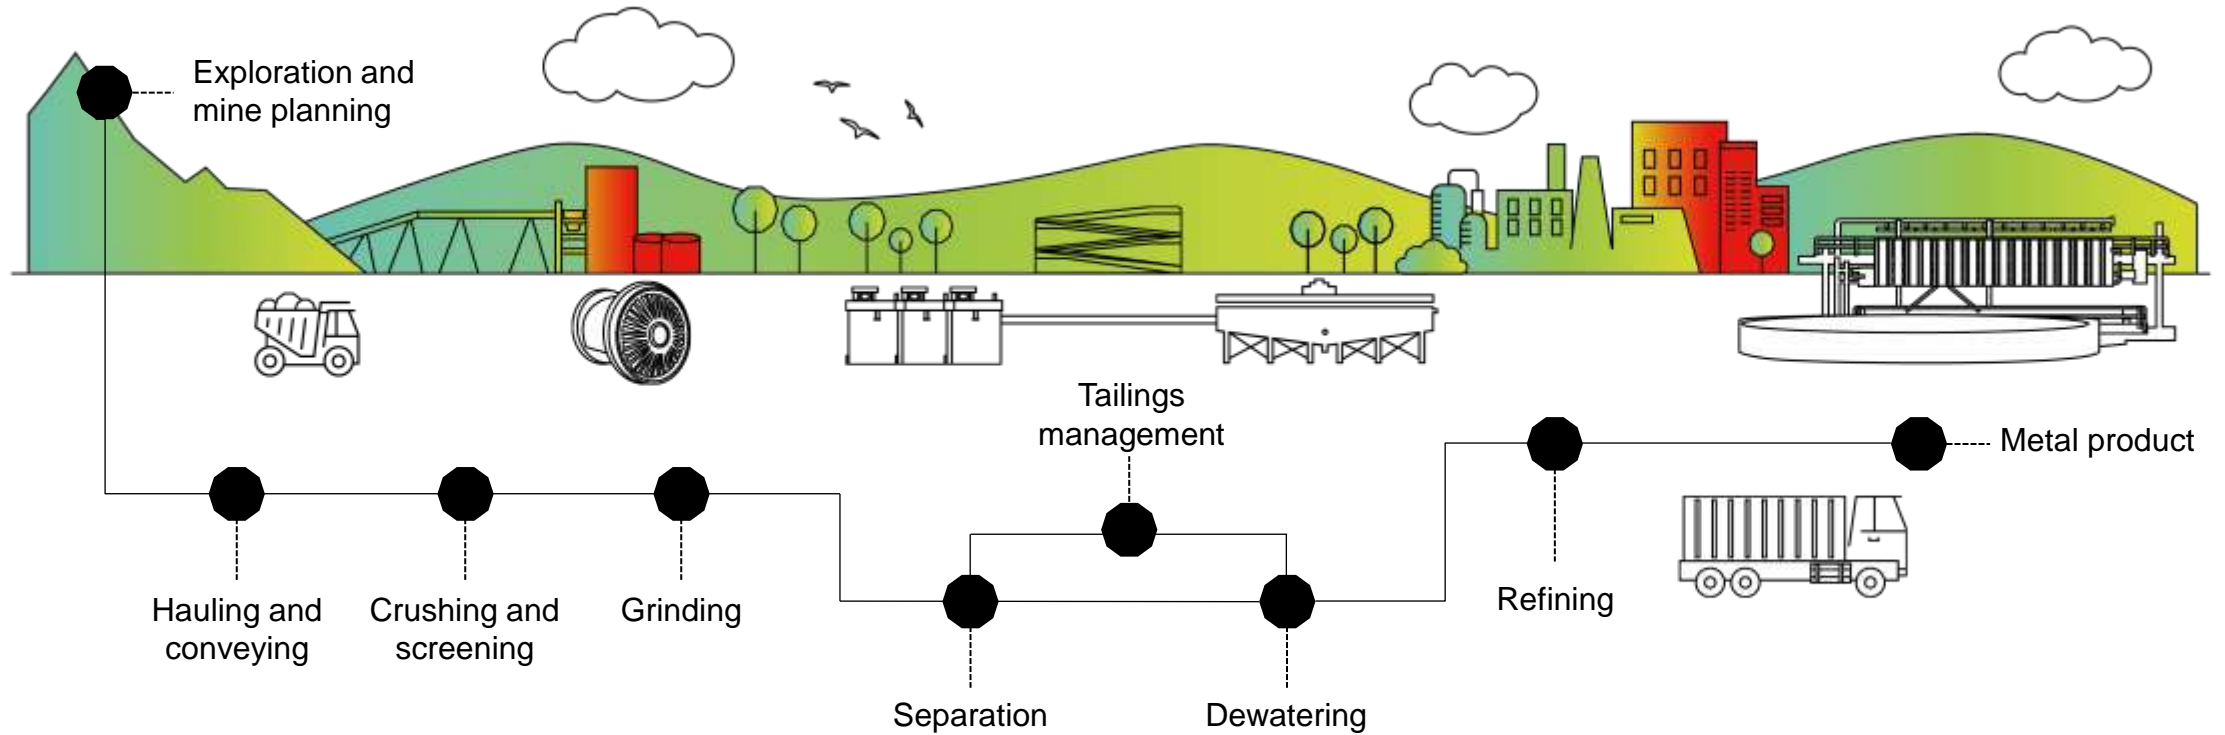 Exploration and
mine planning
Tailings
management
Metal product
Hauling and
conveying
Crushing and
screening
Grinding
Refining
Separation
Dewatering